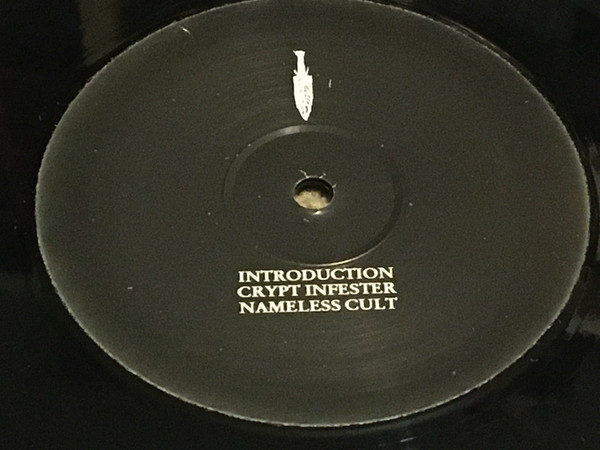 INTRODUCTION
CRYPT INFESTER
NAMELESS CULT